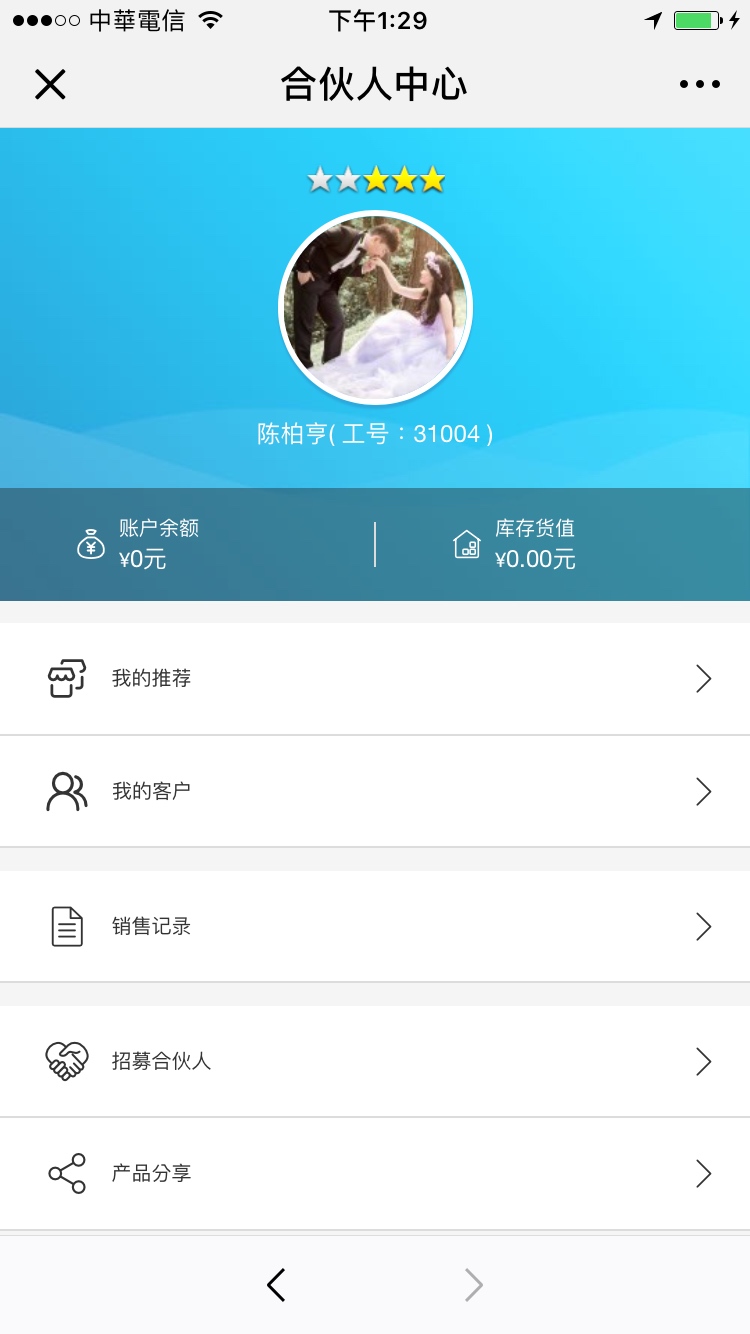 中華電信 下午1:29
合伙人中心
陈柏亨( 工号：31004 )
账户余额
¥0元
库存货值
¥0.00元
我的推荐
我的客户
销售记录
招募合伙人
产品分享